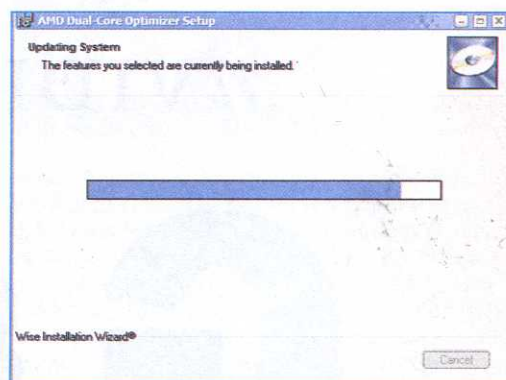 AMD Dual-Core Optimizer Setup
Updating System
The features you selected are currently being installed.
Wise Installation Wizard®
Cancel